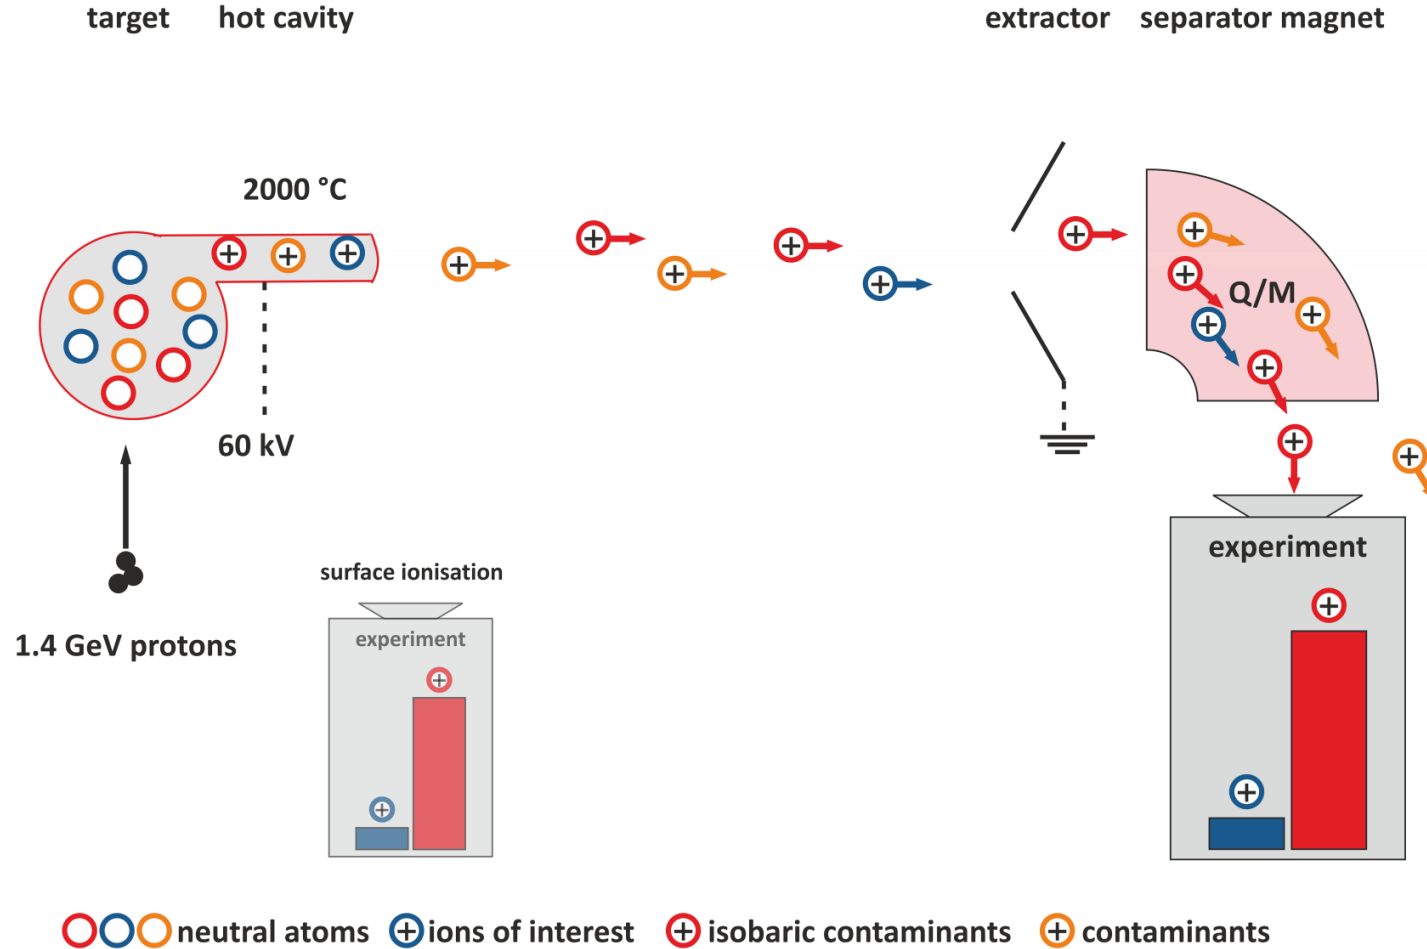 target hot cavity extractor separator magnet
2000 °C
Q/M
60 kV
experiment
surface ionisation
experiment
1.4 GeV protons
neutral atoms ions of interest isobaric contaminants contaminants